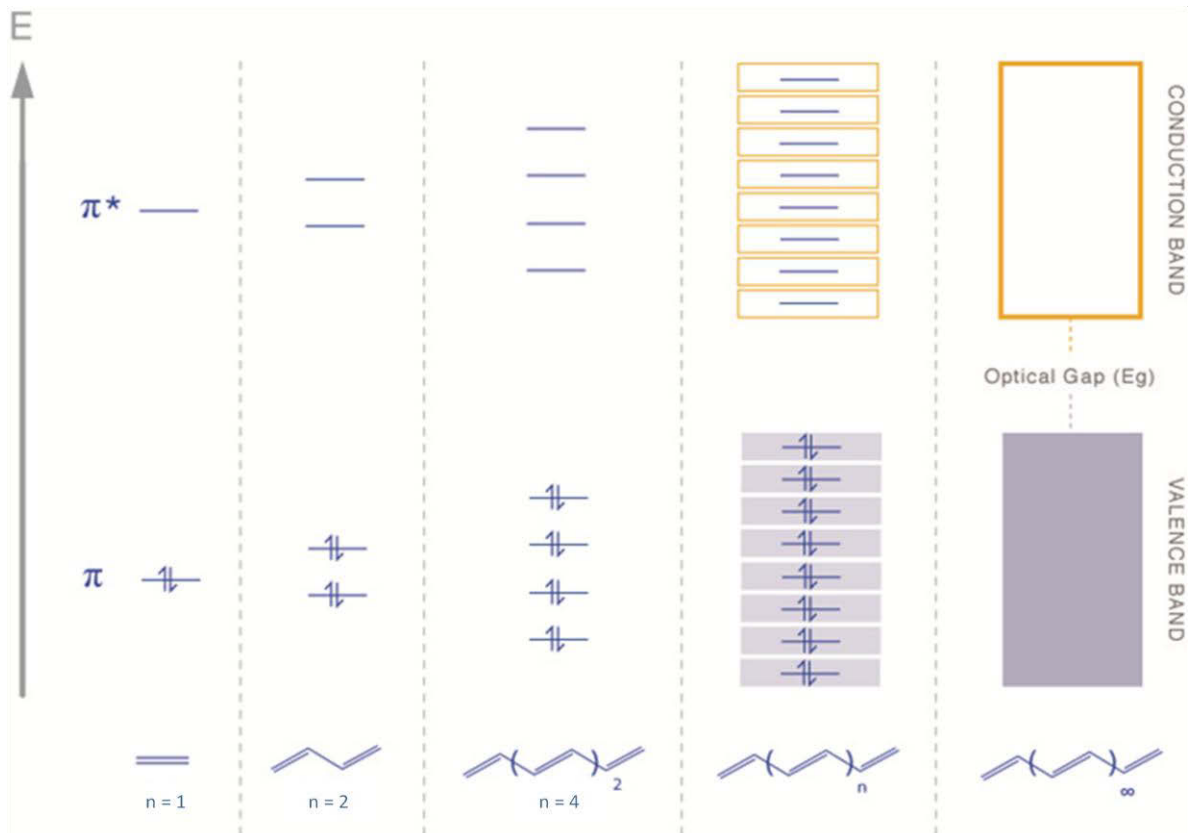 E
π*
π
CONDUCTION BAND
Optical Gap (Eg)
VALENCE BAND
2
n
∞
n = 1
n = 2
n = 4